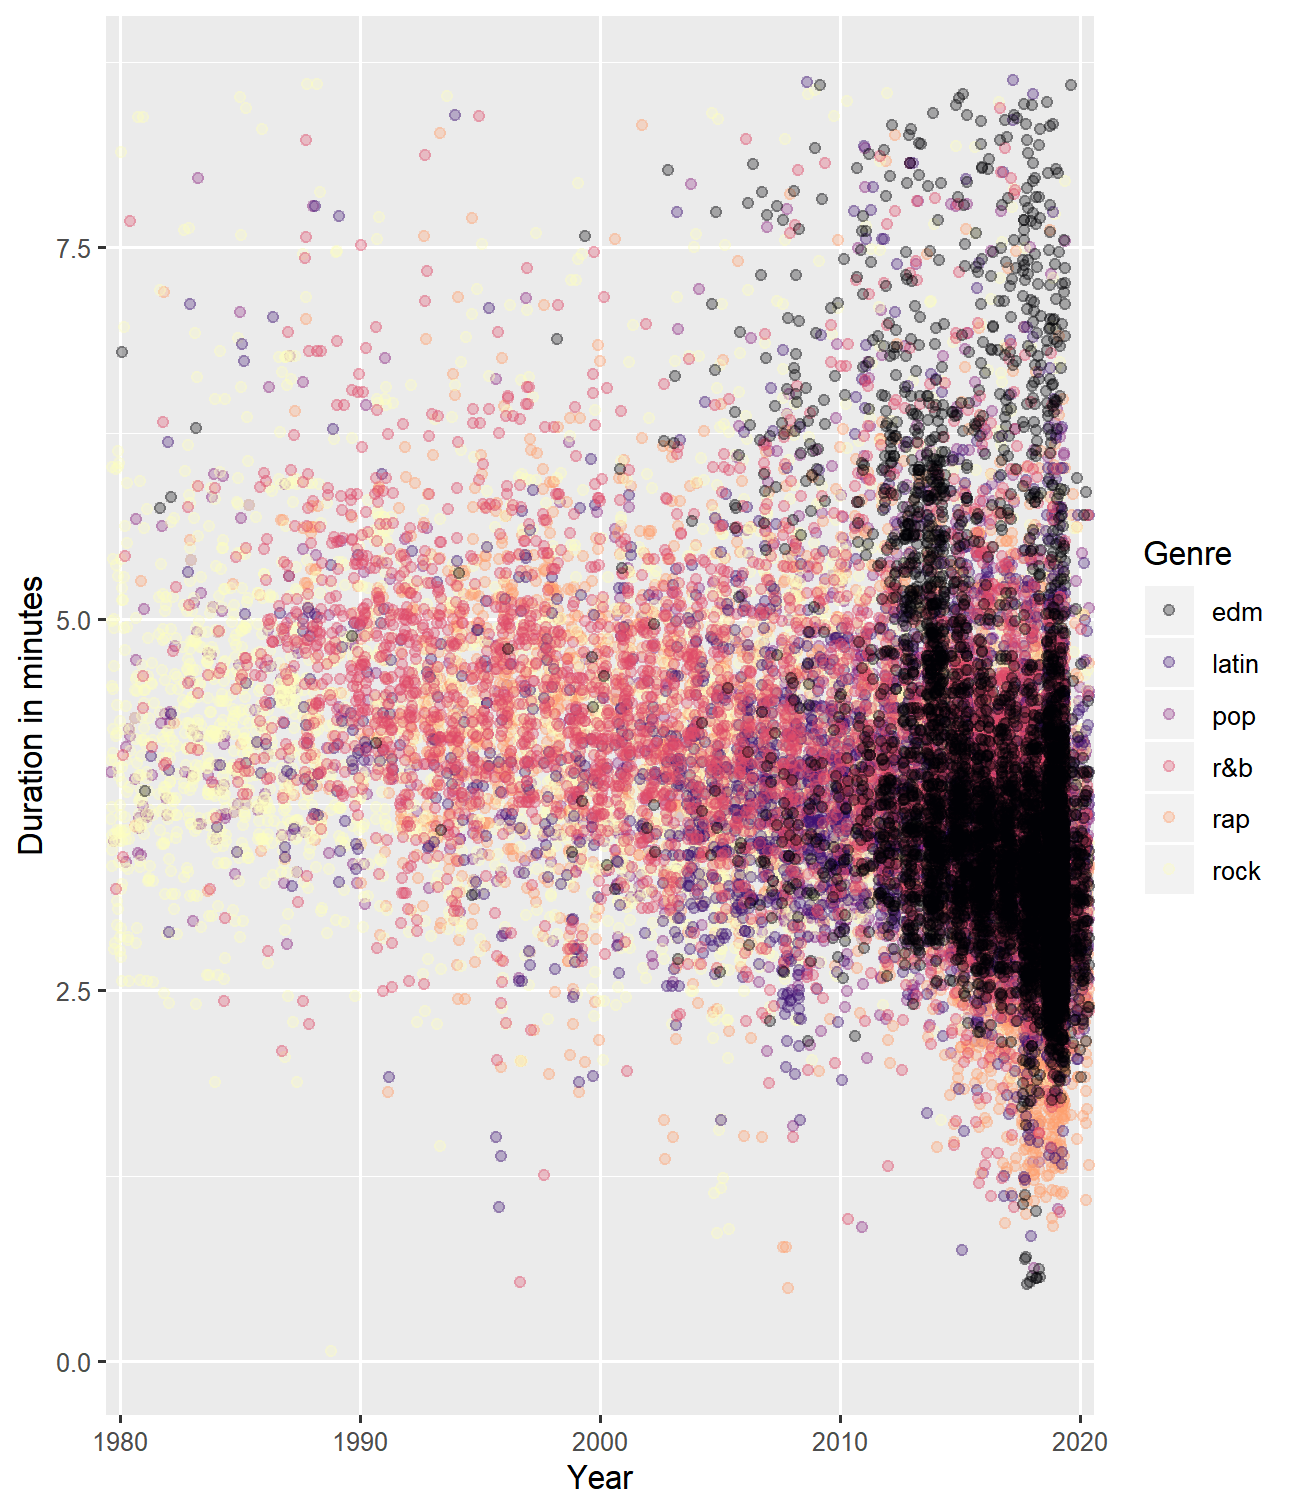 7.5
5.0
2.5
0.0
Duration in minutes
1980 1990 2000 2010 2020
Year
Genre
edm
latin
pop
r&b
rap
rock